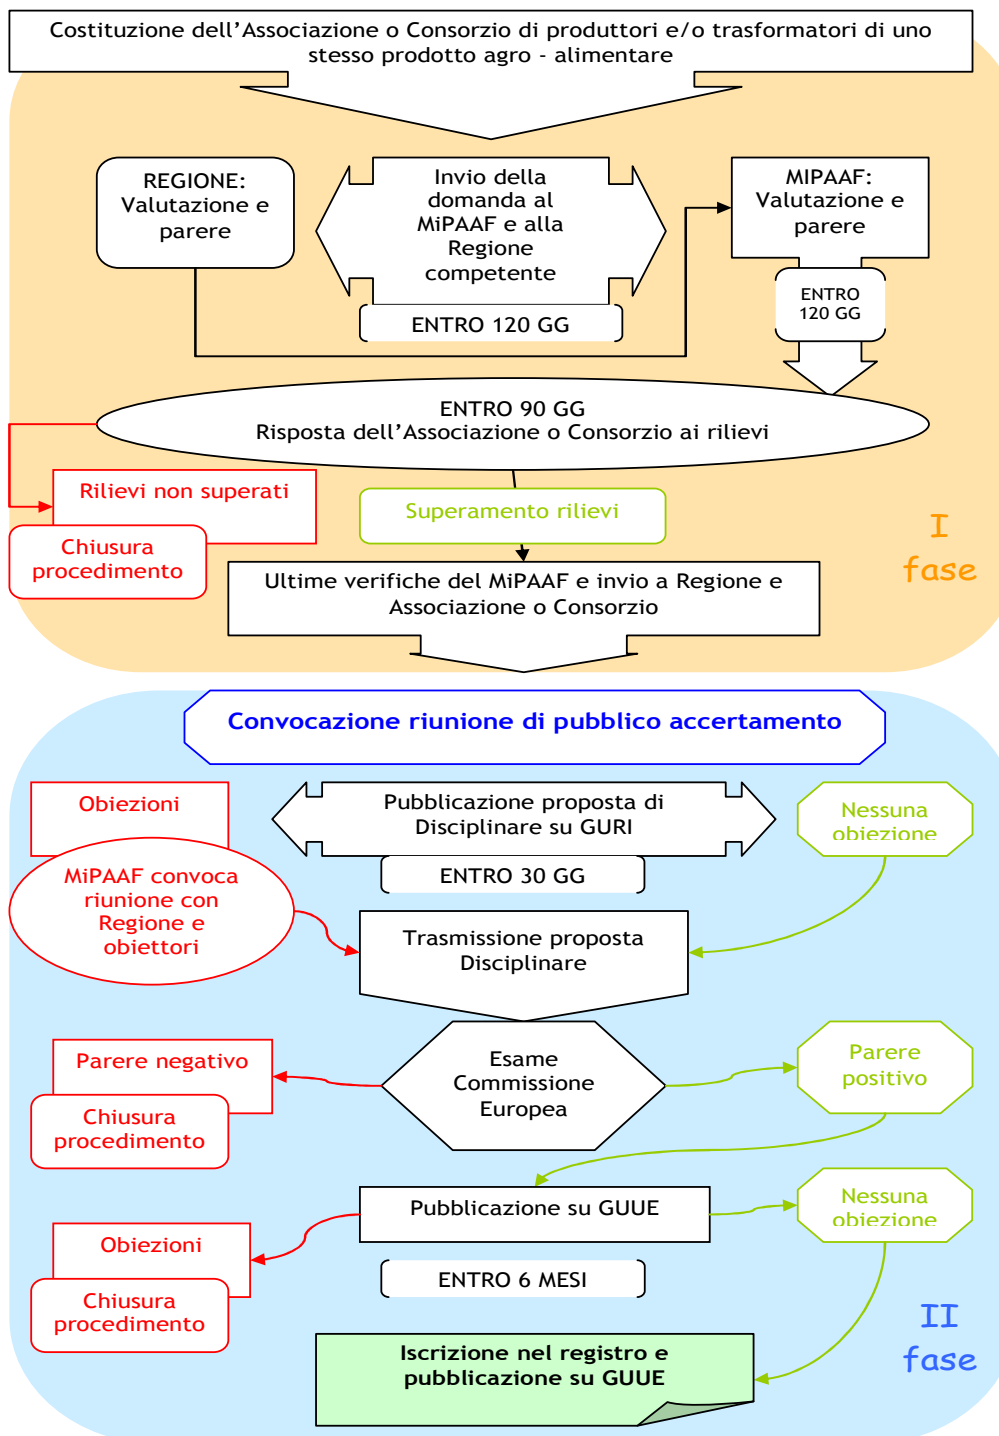 Costituzione dell'Associazione o Consorzio di produttori e/o trasformatori di uno
stesso prodotto agro - alimentare
REGIONE:
Valutazione e
parere
Invio della
domanda al
MiPAAF e alla
Regione
competente
ENTRO 120 GG
MIPAAF:
Valutazione e
parere
ENTRO
120 GG
ENTRO 90 GG
Risposta dell'Associazione o Consorzio ai rilievi
Rilievi non superati
Chiusura
procedimento
Superamento rilievi
I
fase
Ultime verifiche del MiPAAF e invio a Regione e
Associazione o Consorzio
Convocazione riunione di pubblico accertamento
Obiezioni
MiPAAF convoca
riunione con
Regione e
obiettori
Pubblicazione proposta di
Disciplinare su GURI
ENTRO 30 GG
Nessuna
obiezione
Trasmissione proposta
Disciplinare
Parere negativo
Chiusura
procedimento
Esame
Commissione
Europea
Parere
positivo
Pubblicazione su GUUE
Nessuna
obiezione
Obiezioni
Chiusura
procedimento
ENTRO 6 MESI
II
fase
Iscrizione nel registro e
pubblicazione su GUUE